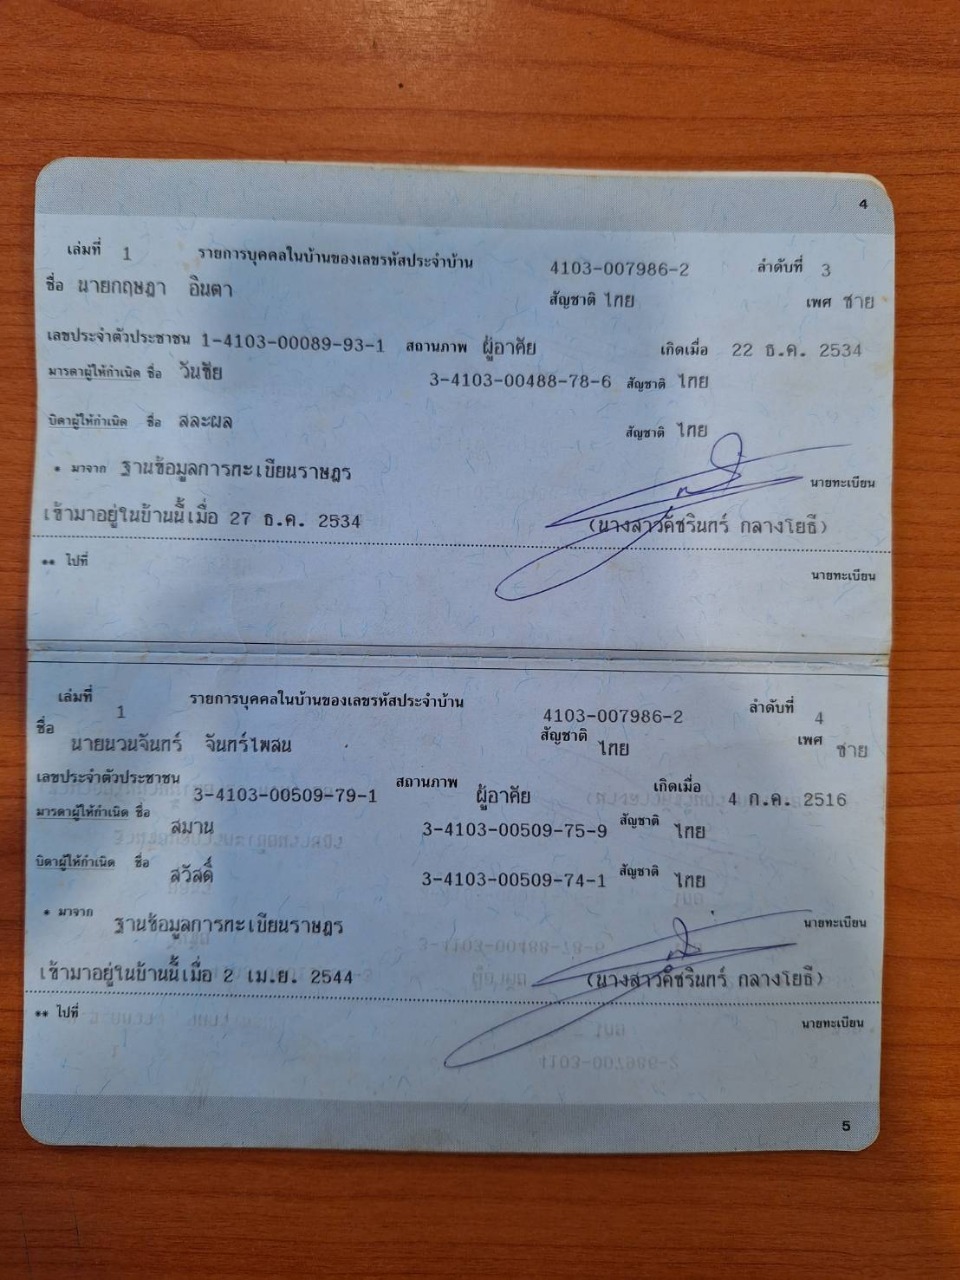 4
เล่มที่ 1 รายการบุคคลในบ้านของเลขรหัสประจำบ้าน 4103-007986-2 ลำดับที่ 3
ชื่อ นายกฤษฎา อินตา สัญชาติ ไทย เพศ ชาย
เลขประจำตัวประชาชน 1-4103-00089-93-1 สถานภาพ ผู้อาศัย เกิดเมื่อ 22 ธ.ค. 2534
มารดาผู้ให้กำเนิด ชื่อ วันชัย 3-4103-00488-78-6 สัญชาติ ไทย
บิดาผู้ให้กำเนิด ชื่อ สละผล สัญชาติ ไทย
* มาจาก ฐานข้อมูลการทะเบียนราษฎร นายทะเบียน
เข้ามาอยู่ในบ้านนี้เมื่อ 27 ธ.ค. 2534 (นางสาวคัชรินทร์ กลางโยธี)
** ไปที่ นายทะเบียน
เล่มที่ 1 รายการบุคคลในบ้านของเลขรหัสประจำบ้าน 4103-007986-2 ลำดับที่ 4
ชื่อ นายนวนจันทร์ จันทร์ไพสน สัญชาติ ไทย เพศ ชาย
เลขประจำตัวประชาชน 3-4103-00509-79-1 สถานภาพ ผู้อาศัย เกิดเมื่อ 4 ก.ค. 2516
มารดาผู้ให้กำเนิด ชื่อ สมาน 3-4103-00509-75-9 สัญชาติ ไทย
บิดาผู้ให้กำเนิด ชื่อ สวัสดิ์ 3-4103-00509-74-1 สัญชาติ ไทย
* มาจาก ฐานข้อมูลการทะเบียนราษฎร นายทะเบียน
เข้ามาอยู่ในบ้านนี้เมื่อ 2 เม.ย. 2544 (นางสาวคัชรินทร์ กลางโยธี)
** ไปที่ นายทะเบียน
5